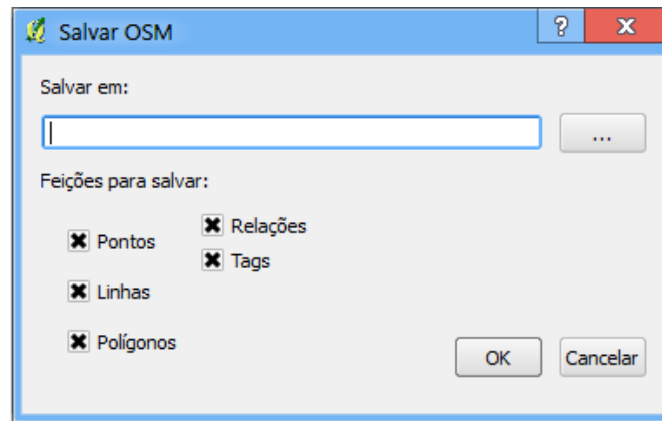 Salvar OSM
Salvar em:
...
Feições para salvar:
Pontos
Relações
Tags
Linhas
Polígonos
OK
Cancelar